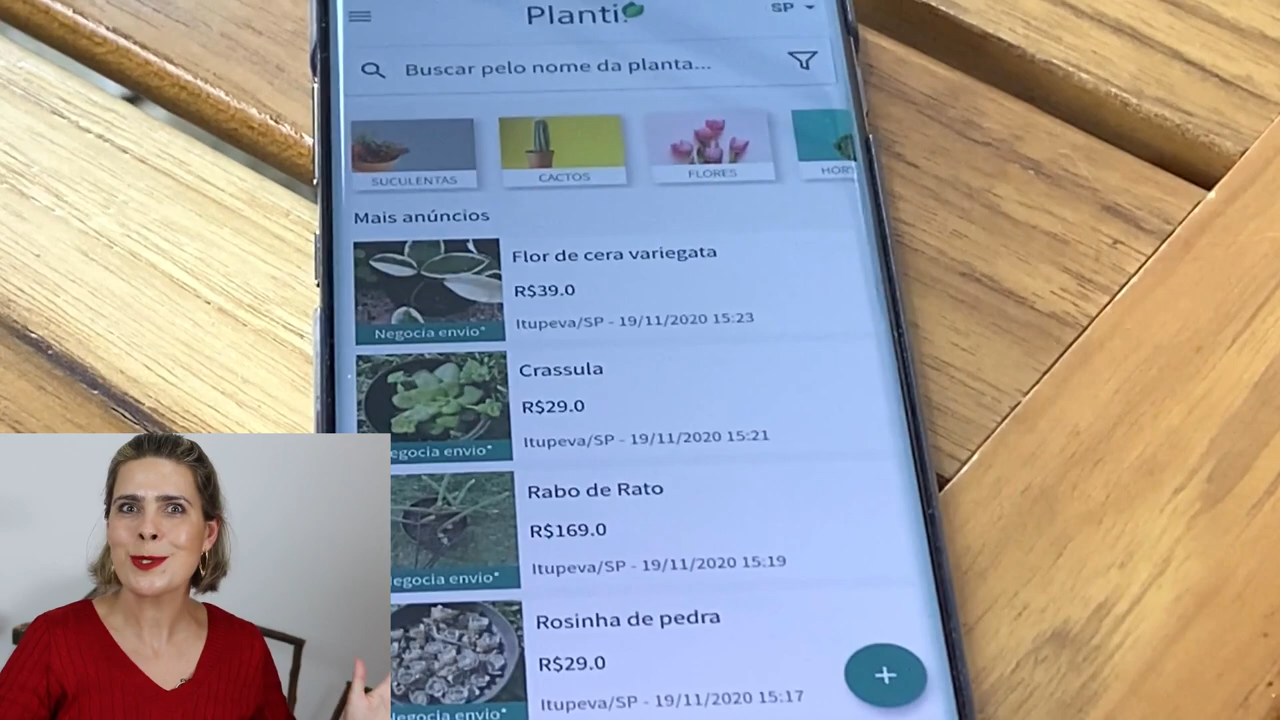 Planti.
SP
Buscar pelo nome da planta...
SUCULENTAS
CACTOS
FLORES
Mais anúncios
Flor de cera variegata
R$39.0
Itupeva/SP - 19/11/2020 15:23
Negocia envio*
Crassula
R$29.0
Itupeva/SP - 19/11/2020 15:21
egocia envio*
Rabo de Rato
R$169.0
Itupeva/SP - 19/11/2020 15:19
egocia envio*
Rosinha de pedra
R$29.0
Itupeva/SP - 19/11/2020 15:17
egocia envio*
+